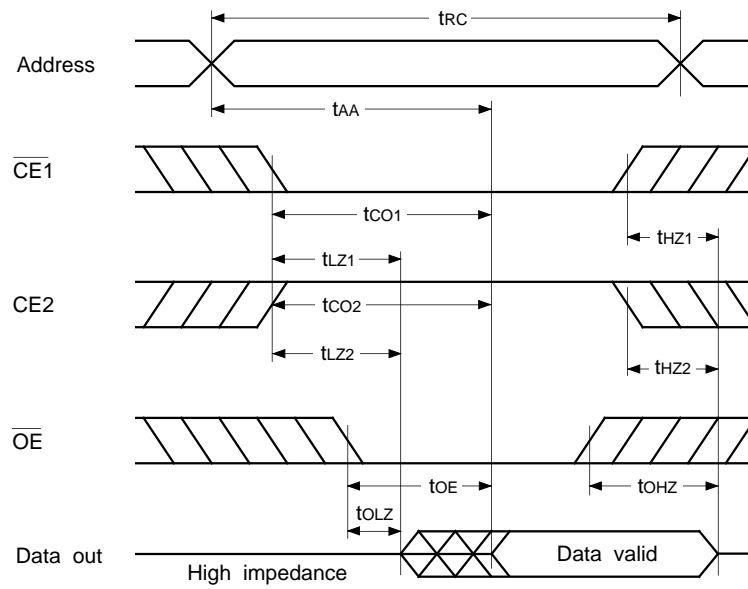 tRC
Address
tAA
CE1
tCO1
tHZ1
tLZ1
CE2
tCO2
tLZ2
tHZ2
OE
tOE
tOHZ
tOLZ
Data out
Data valid
High impedance